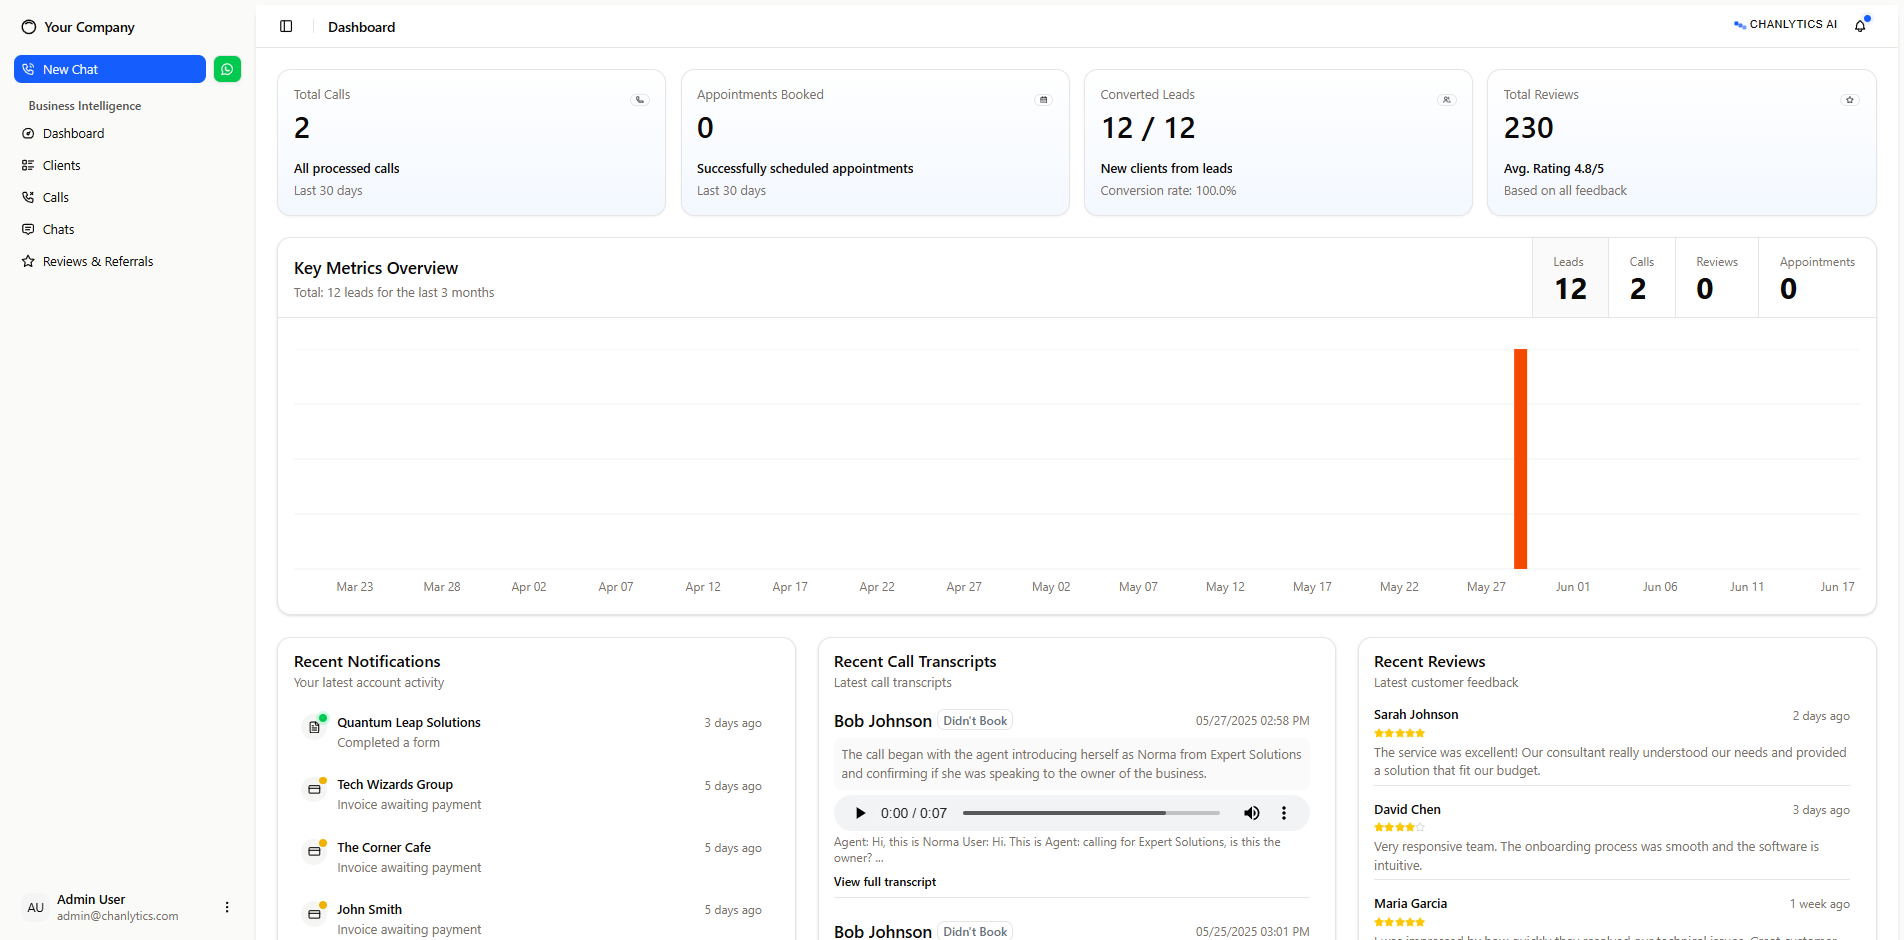 Your Company
New Chat
Business Intelligence
Dashboard
Clients
Calls
Chats
Reviews & Referrals
AU
Admin User
admin@chanlytics.com
Dashboard
CHANLYTICS AI
Total Calls
2
All processed calls
Last 30 days
Appointments Booked
0
Successfully scheduled appointments
Last 30 days
Converted Leads
12 / 12
New clients from leads
Conversion rate: 100.0%
Total Reviews
230
Avg. Rating 4.8/5
Based on all feedback
Key Metrics Overview
Total: 12 leads for the last 3 months
Leads
12
Calls
2
Reviews
0
Appointments
0
Mar 23 Mar 28 Apr 02 Apr 07 Apr 12 Apr 17 Apr 22 Apr 27 May 02 May 07 May 12 May 17 May 22 May 27 Jun 01 Jun 06 Jun 11 Jun 17
Recent Notifications
Your latest account activity
Quantum Leap Solutions 3 days ago
Completed a form
Tech Wizards Group 5 days ago
Invoice awaiting payment
The Corner Cafe 5 days ago
Invoice awaiting payment
John Smith 5 days ago
Invoice awaiting payment
Recent Call Transcripts
Latest call transcripts
Bob Johnson Didn't Book 05/27/2025 02:58 PM
The call began with the agent introducing herself as Norma from Expert Solutions
and confirming if she was speaking to the owner of the business.
0:00 / 0:07
Agent: Hi, this is Norma User: Hi. This is Agent: calling for Expert Solutions, is this the
owner? ...
View full transcript
Bob Johnson Didn't Book 05/25/2025 03:01 PM
Recent Reviews
Latest customer feedback
Sarah Johnson 2 days ago
The service was excellent! Our consultant really understood our needs and provided
a solution that fit our budget.
David Chen 3 days ago
Very responsive team. The onboarding process was smooth and the software is
intuitive.
Maria Garcia 1 week ago
I was impressed by how quickly they resolved our technical issues. Great customer